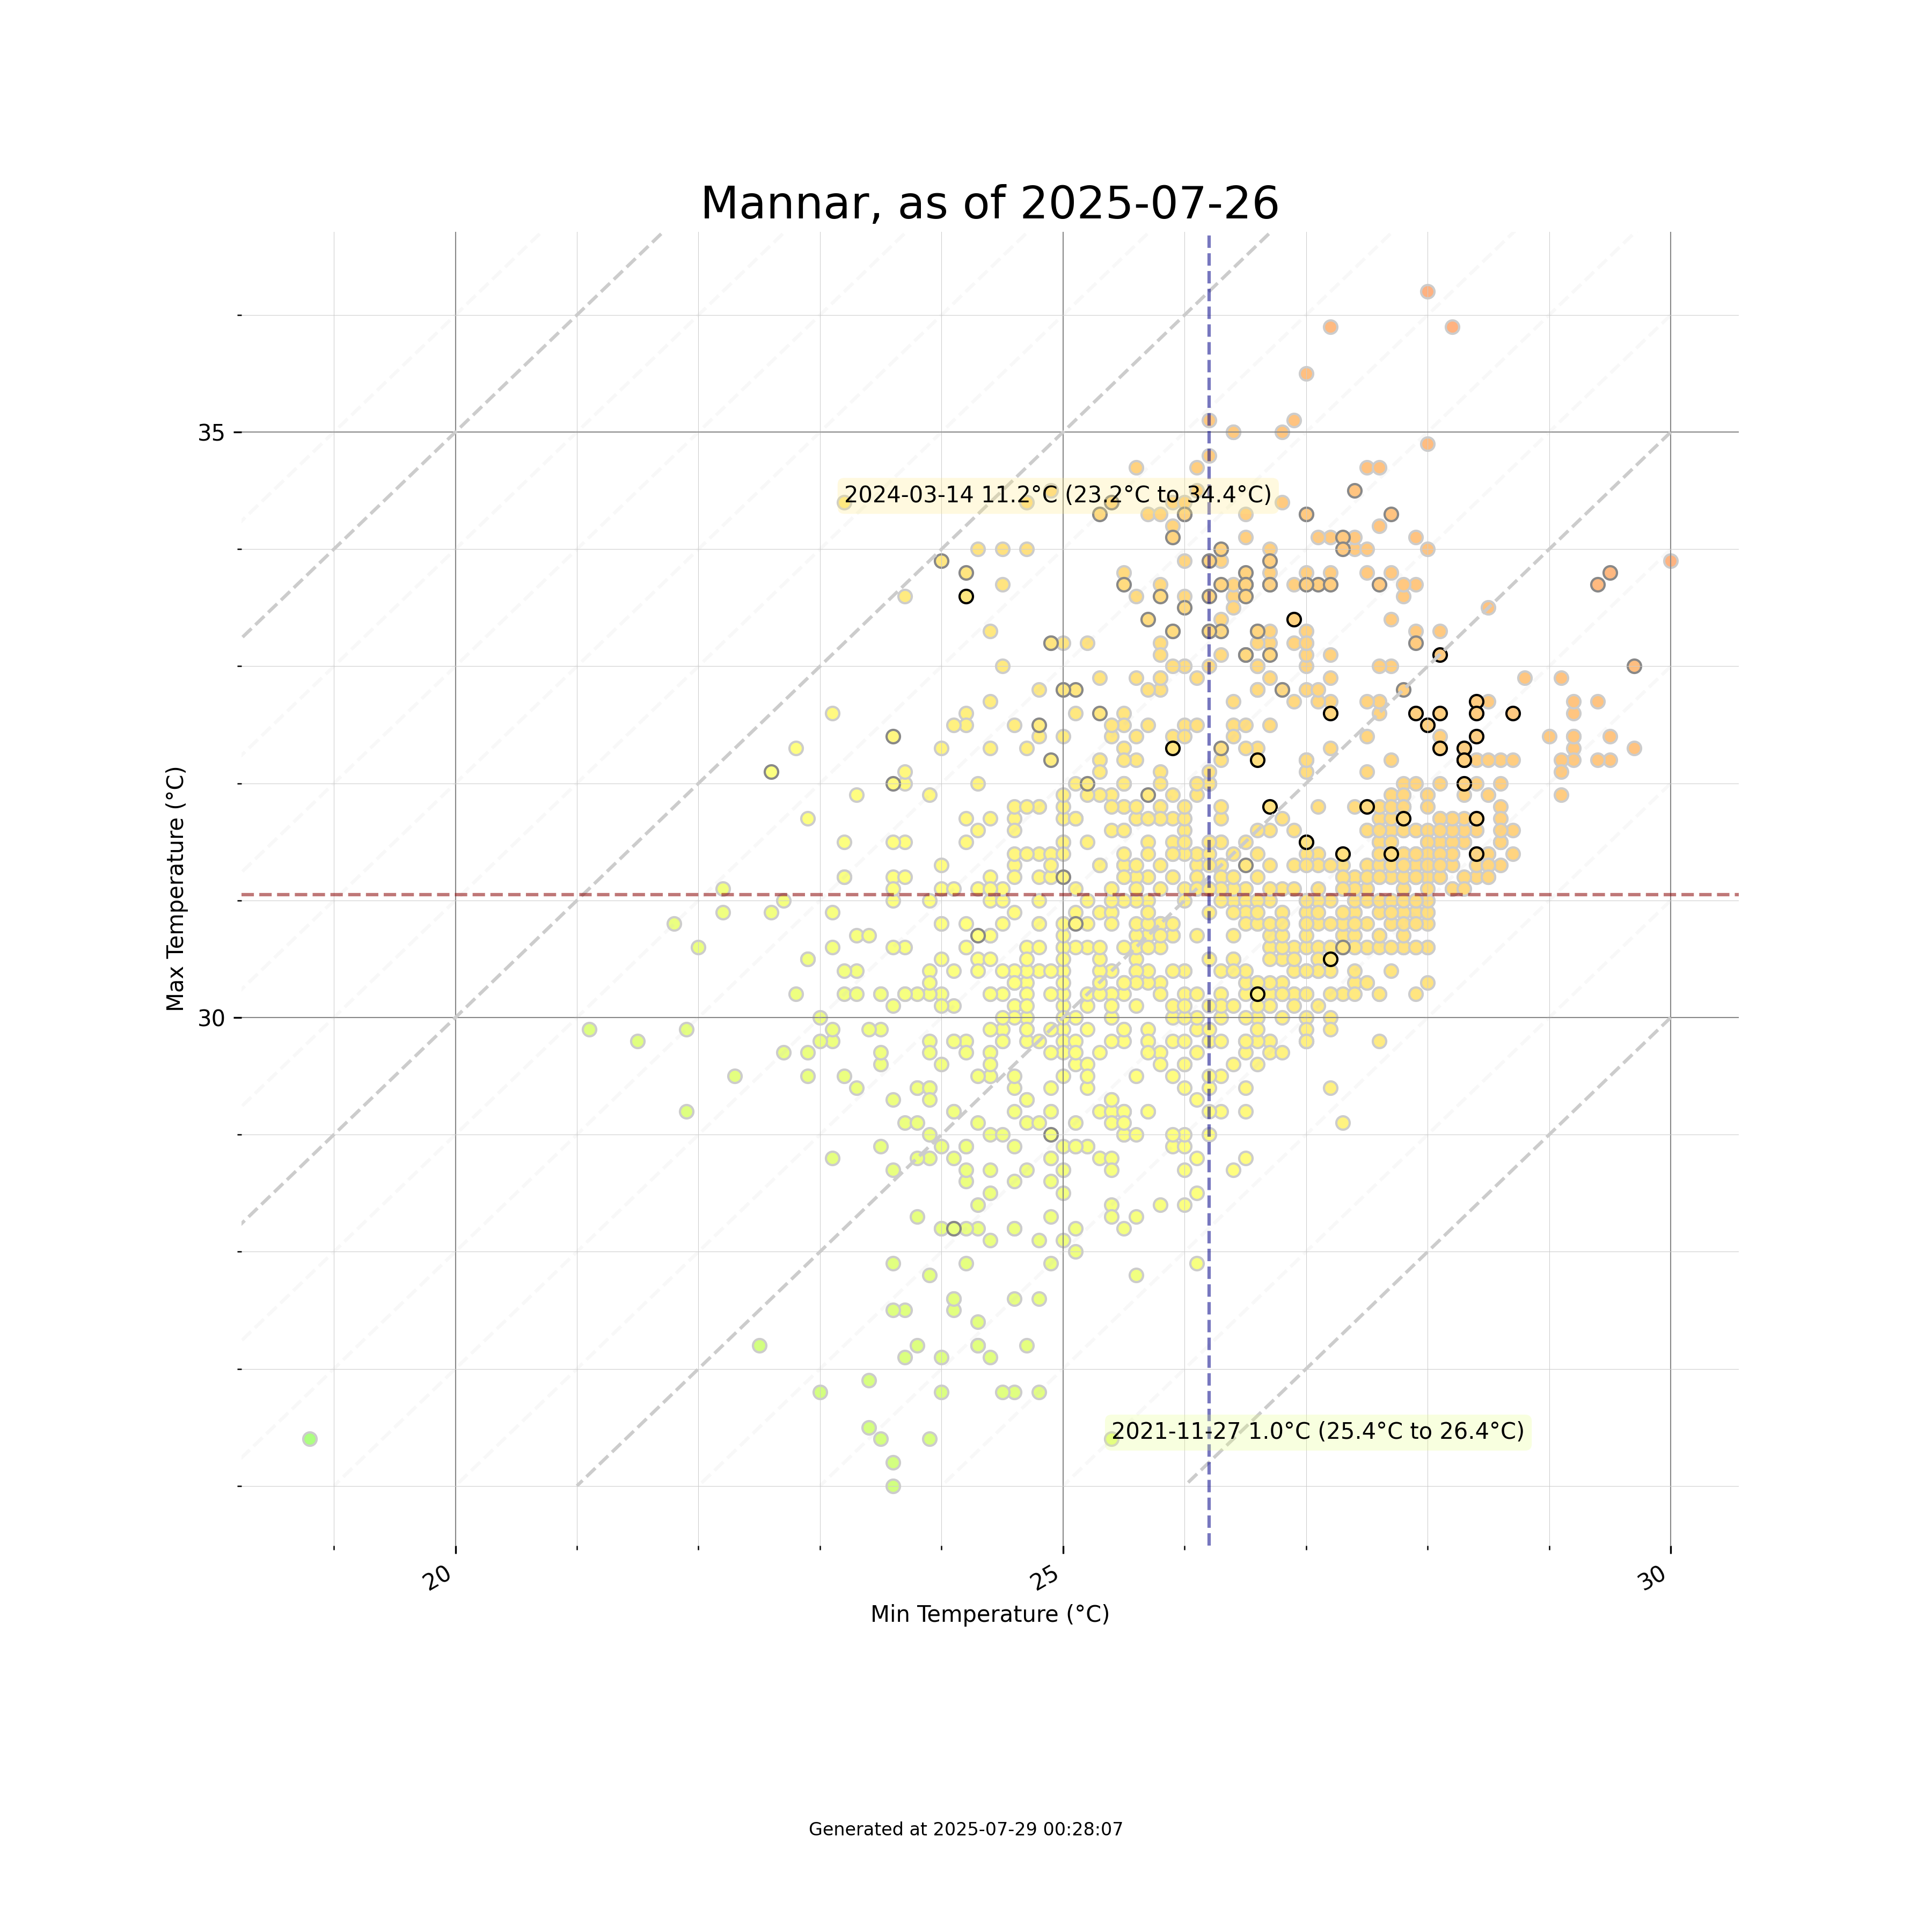 Mannar, as of 2025-07-26
35
2024-03-14 11.2°C (23.2°C to 34.4°C)
Max Temperature (°C)
30
2021-11-27 1.0°C (25.4°C to 26.4°C)
20
25
30
Min Temperature (°C)
Generated at 2025-07-29 00:28:07